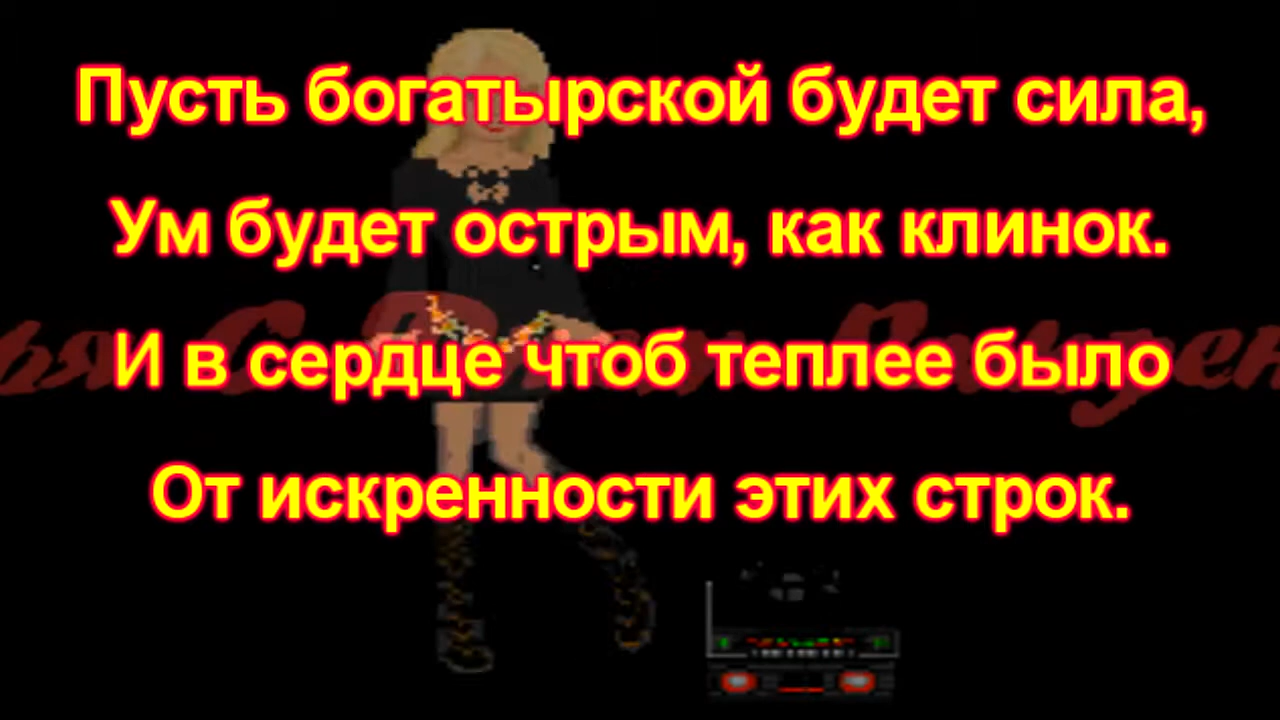 Пусть богатырской будет сила,
Ум будет острым, как клинок.
И в сердце чтоб теплее было
От искренности этих строк.